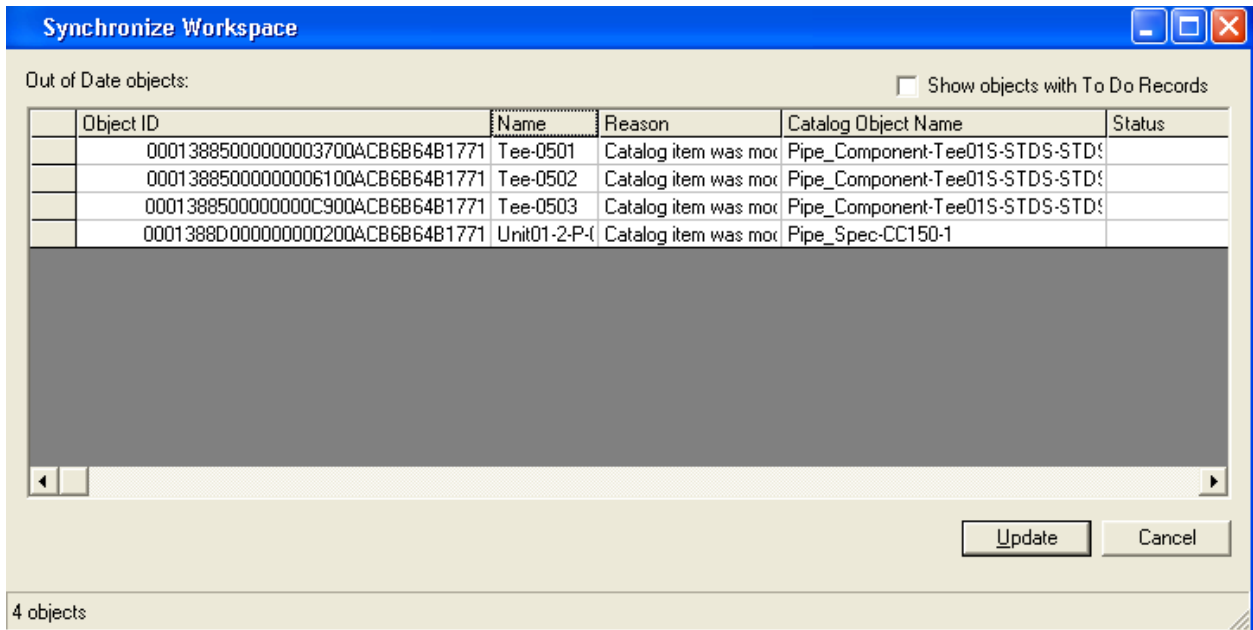 Synchronize Workspace
Out of Date objects: Show objects with To Do Records
Object ID Name Reason Catalog Object Name Status
00013885000000003700ACB6B64B1771 Tee-0501 Catalog item was moc Pipe_Component-Tee01S-STDS-STDS
00013885000000006100ACB6B64B1771 Tee-0502 Catalog item was moc Pipe_Component-Tee01S-STDS-STDS
0001388500000000C900ACB6B64B1771 Tee-0503 Catalog item was moc Pipe_Component-Tee01S-STDS-STDS
0001388D000000000200ACB6B64B1771 Unit01-2-P-( Catalog item was moc Pipe_Spec-CC150-1
Update Cancel
4 objects